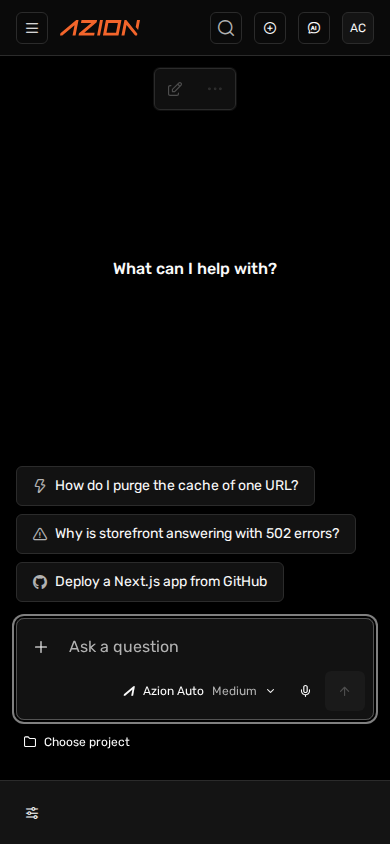 AZION
AI
AC
What can I help with?
How do I purge the cache of one URL?
Why is storefront answering with 502 errors?
Deploy a Next.js app from GitHub
Ask a question
Azion Auto Medium
Choose project